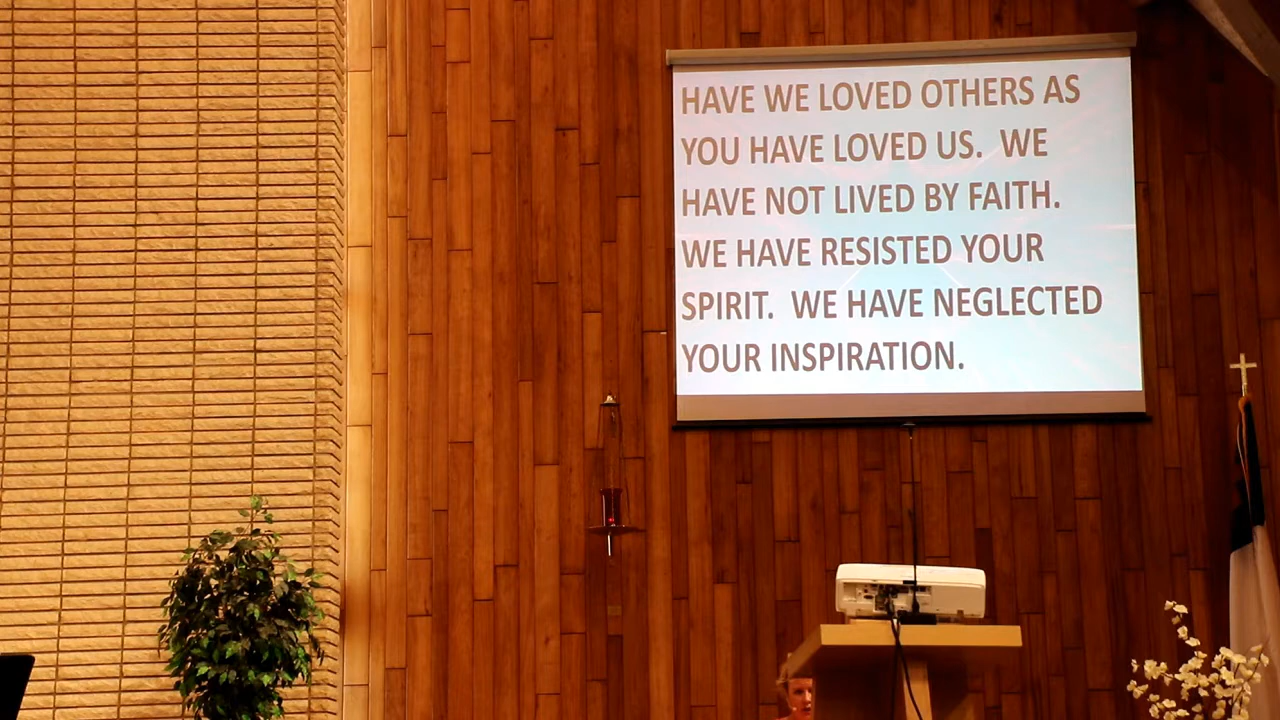 HAVE WE LOVED OTHERS AS
YOU HAVE LOVED US.  WE
HAVE NOT LIVED BY FAITH.
WE HAVE RESISTED YOUR
SPIRIT.  WE HAVE NEGLECTED
YOUR INSPIRATION.